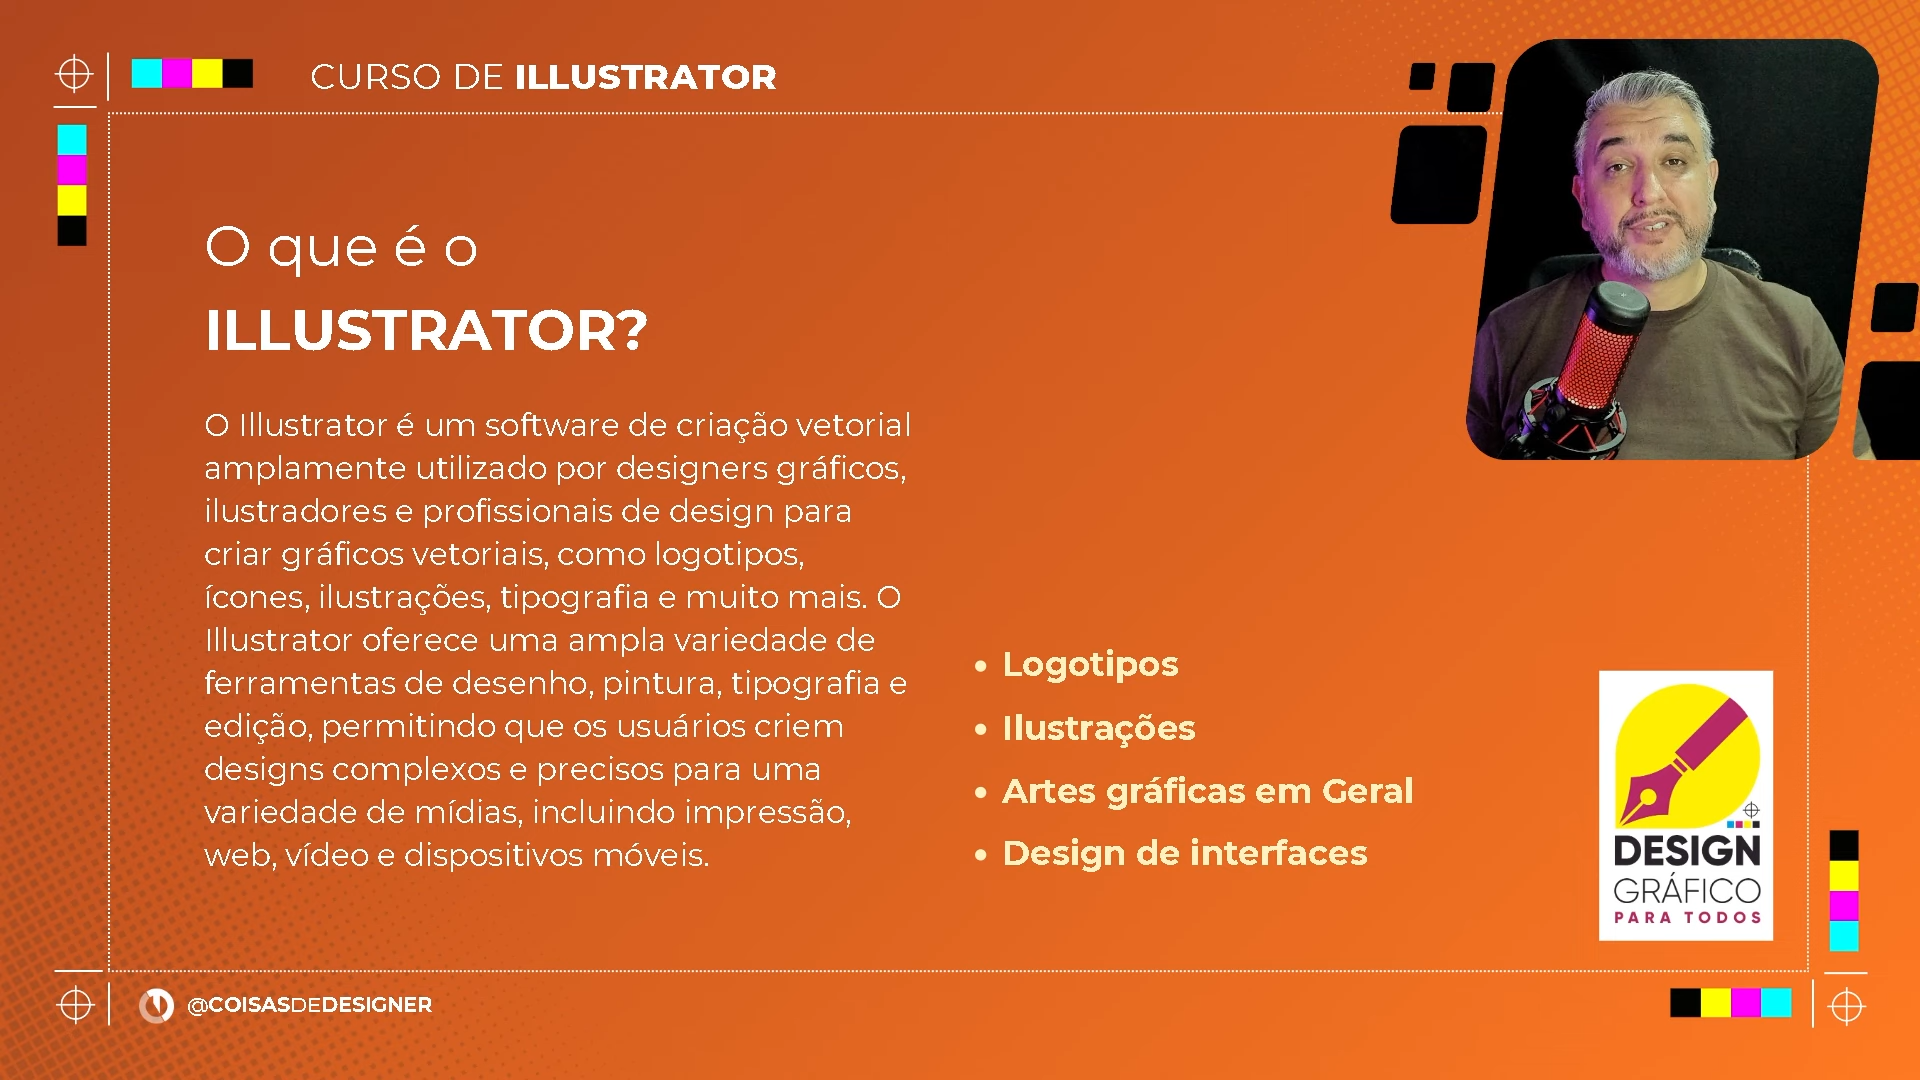 CURSO DE ILLUSTRATOR
O que é o
ILLUSTRATOR?
O Illustrator é um software de criação vetorial
amplamente utilizado por designers gráficos,
ilustradores e profissionais de design para
criar gráficos vetoriais, como logotipos,
ícones, ilustrações, tipografia e muito mais. O
Illustrator oferece uma ampla variedade de
ferramentas de desenho, pintura, tipografia e
edição, permitindo que os usuários criem
designs complexos e precisos para uma
variedade de mídias, incluindo impressão,
web, vídeo e dispositivos móveis.
• Logotipos
• Ilustrações
• Artes gráficas em Geral
• Design de interfaces
DESIGN
GRÁFICO
PARA TODOS
@COISASDEDESIGNER